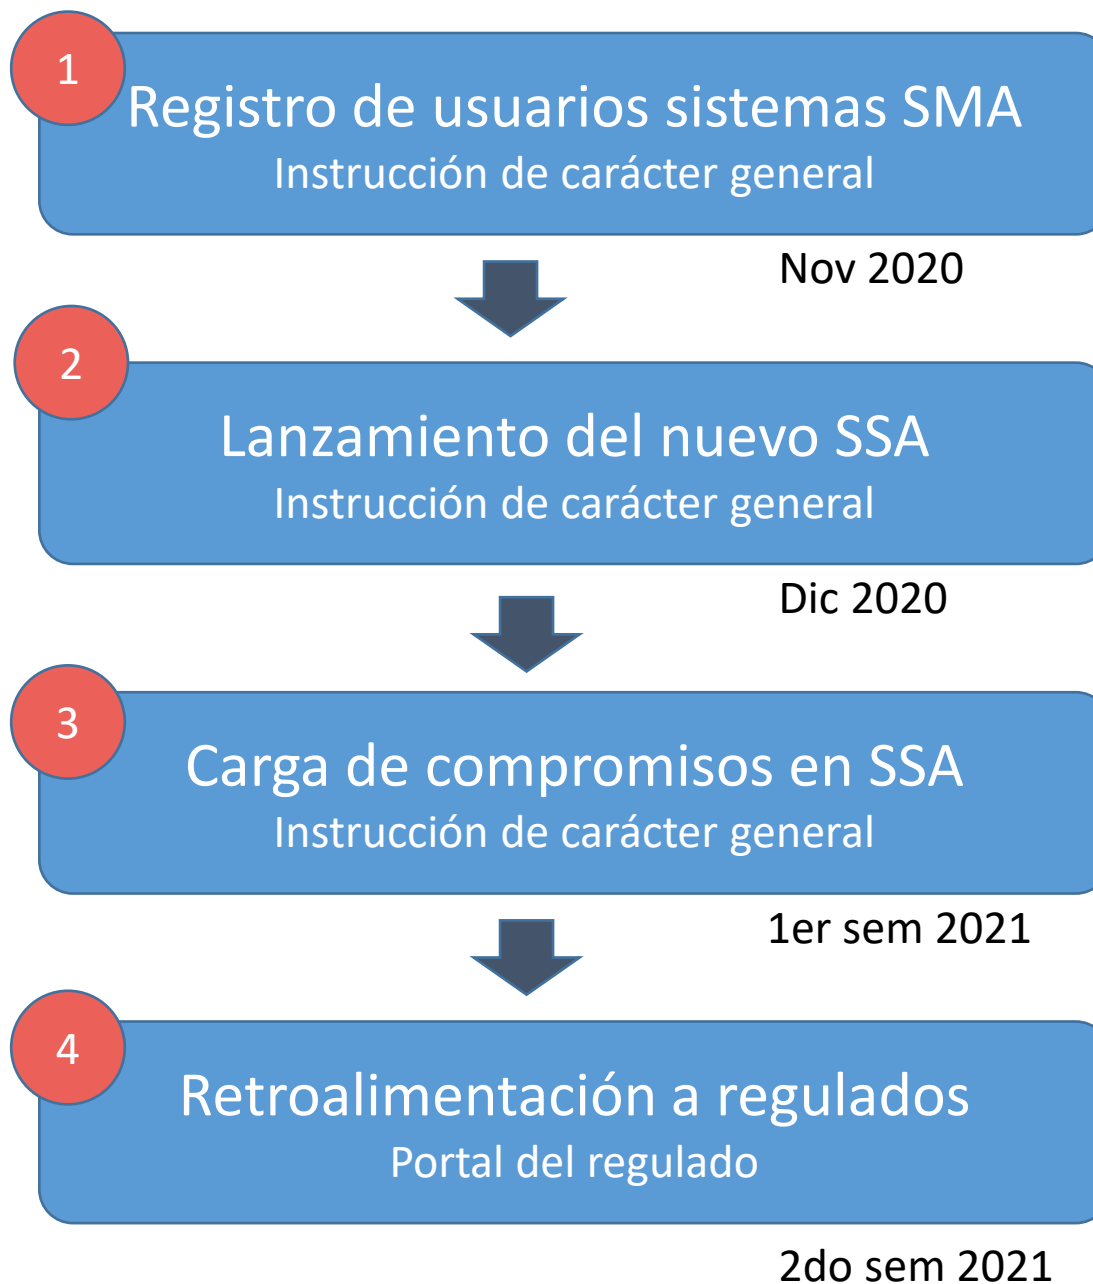 1
Registro de usuarios sistemas SMA
Instrucción de carácter general
Nov 2020
2
Lanzamiento del nuevo SSA
Instrucción de carácter general
Dic 2020
3
Carga de compromisos en SSA
Instrucción de carácter general
1er sem 2021
4
Retroalimentación a regulados
Portal del regulado
2do sem 2021